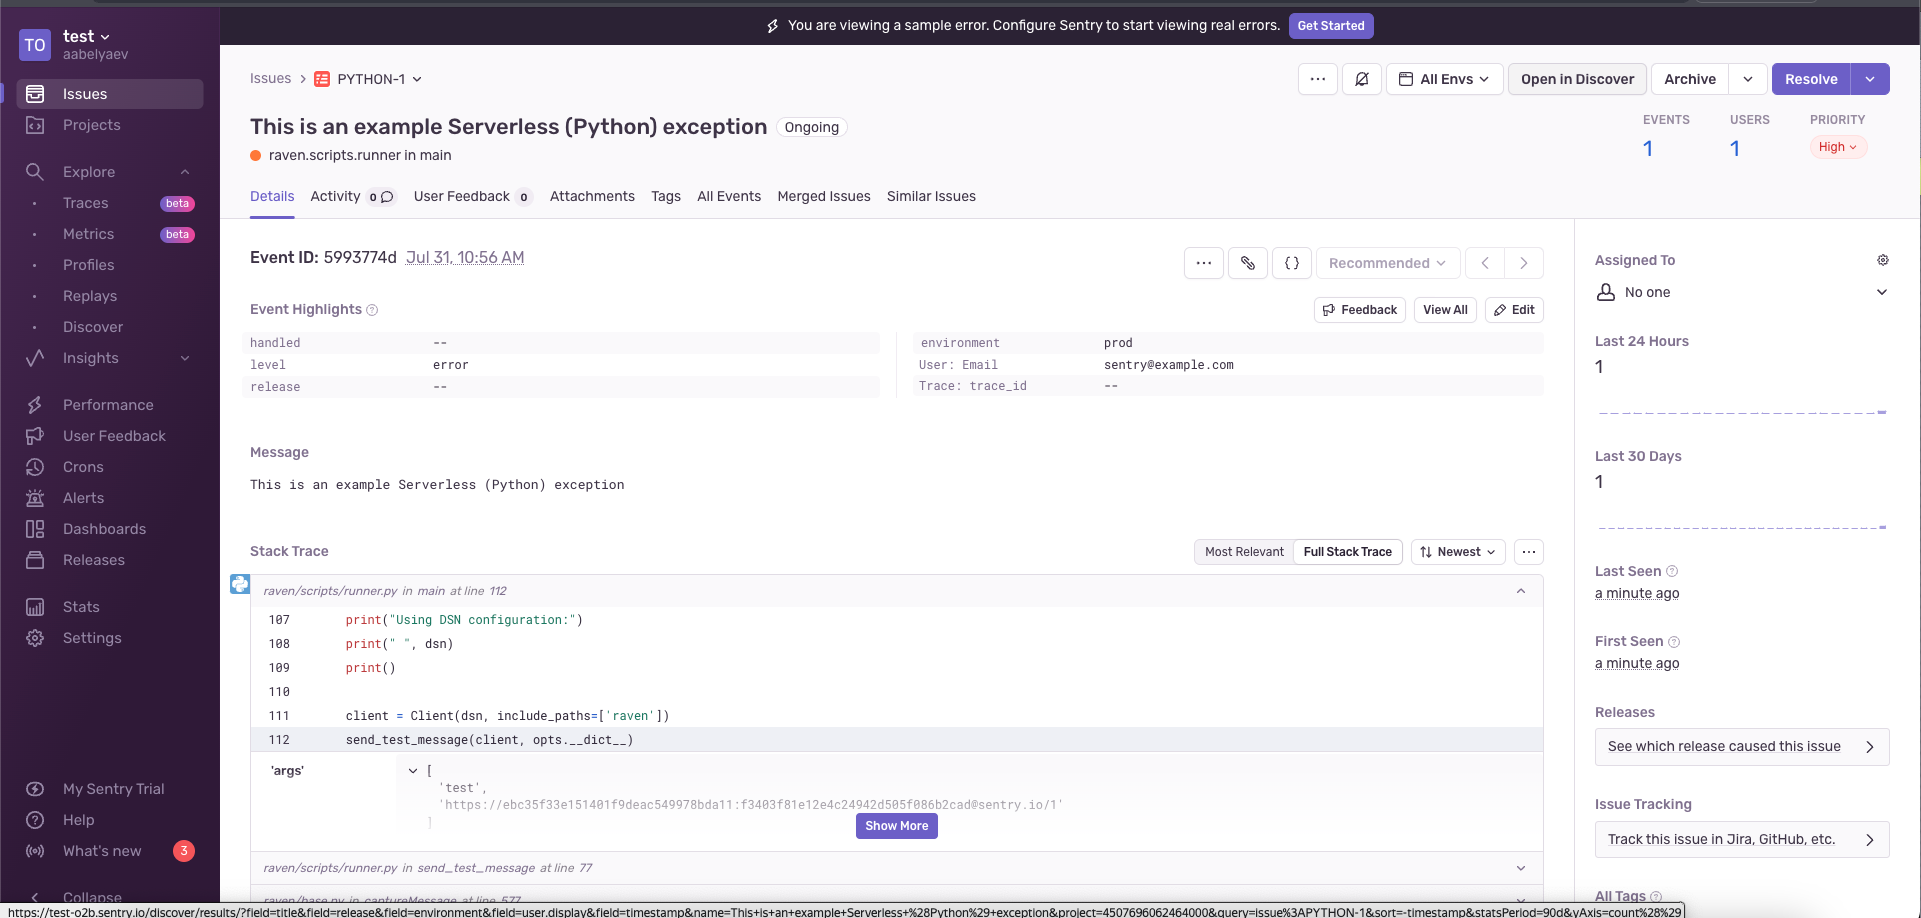 You are viewing a sample error. Configure Sentry to start viewing real errors. Get Started
TO
test
aabelyaev
Issues
Projects
Explore
Traces beta
Metrics beta
Profiles
Replays
Discover
Insights
Performance
User Feedback
Crons
Alerts
Dashboards
Releases
Stats
Settings
My Sentry Trial
Help
What's new 3
Collapse
Issues > PYTHON-1
All Envs Open in Discover Archive Resolve
This is an example Serverless (Python) exception Ongoing
raven.scripts.runner in main
EVENTS USERS PRIORITY
1 1 High
Details Activity 0 User Feedback 0 Attachments Tags All Events Merged Issues Similar Issues
Event ID: 5993774d Jul 31, 10:56 AM
Recommended
Event Highlights ?
Feedback View All Edit
handled --
level error
release --
environment prod
User: Email sentry@example.com
Trace: trace_id --
Message
This is an example Serverless (Python) exception
Stack Trace
Most Relevant Full Stack Trace Newest
raven/scripts/runner.py in main at line 112
107 print("Using DSN configuration:")
108 print(" ", dsn)
109 print()
110
111 client = Client(dsn, include_paths=['raven'])
112 send_test_message(client, opts.__dict__)
'args' [
'test',
'https://ebc35f33e151401f9deac549978bda11:f3403f81e12e4c24942d505f086b2cad@sentry.io/1'
]
Show More
raven/scripts/runner.py in send_test_message at line 77
raven/base.py in captureMessage at line 577
Assigned To
No one
Last 24 Hours
1
Last 30 Days
1
Last Seen ?
a minute ago
First Seen ?
a minute ago
Releases
See which release caused this issue
Issue Tracking
Track this issue in Jira, GitHub, etc.
All Tags ?
https://test-o2b.sentry.io/discover/results/?field=title&field=release&field=environment&field=user.display&field=timestamp&name=This+is+an+example+Serverless+%28Python%29+exception&project=4507696062464000&query=issue%3APYTHON-1&sort=-timestamp&statsPeriod=90d&yAxis=count%28%29